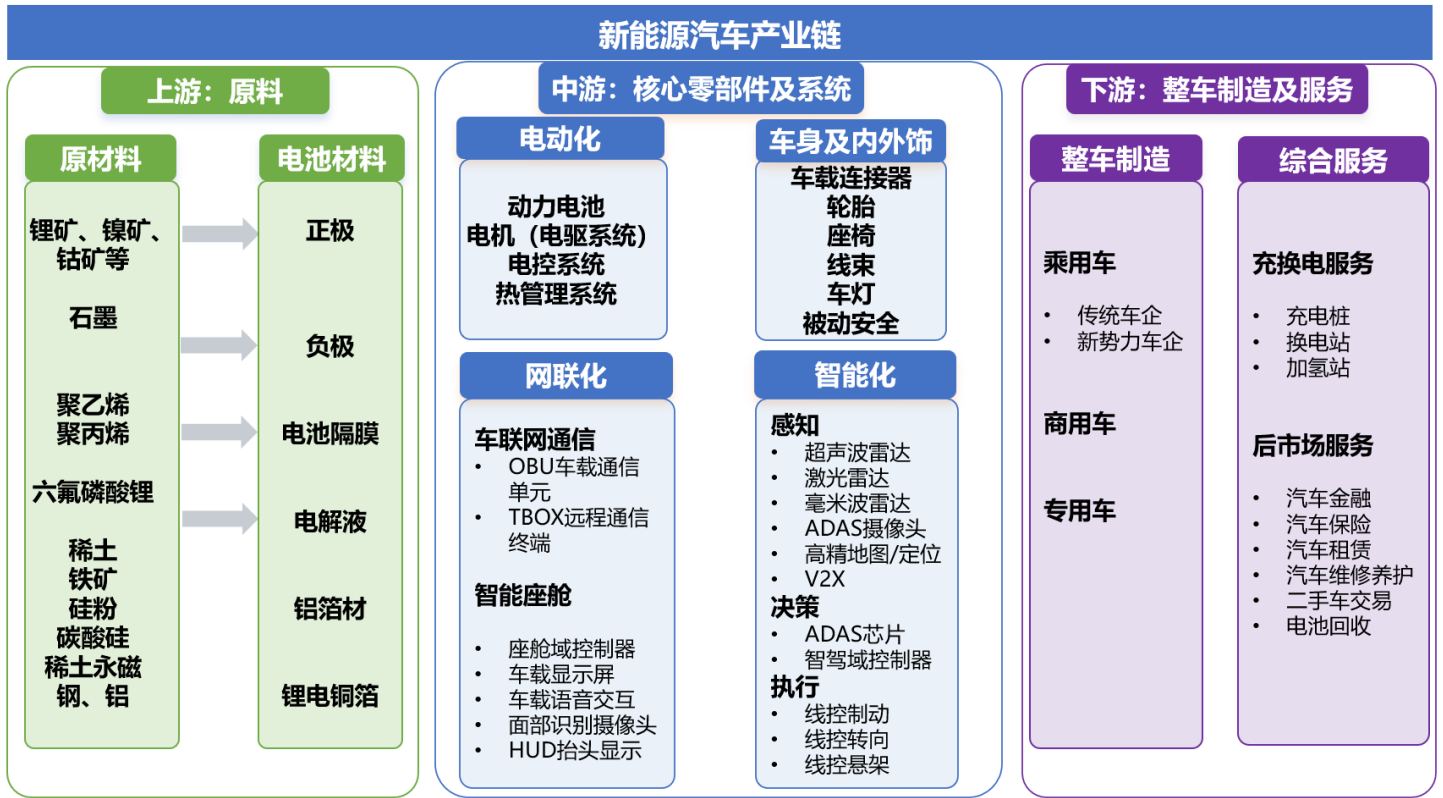 新能源汽车产业链
上游：原料
原材料
锂矿、镍矿、
钴矿等
石墨
聚乙烯
聚丙烯
六氟磷酸锂
稀土
铁矿
硅粉
碳酸硅
稀土永磁
钢、铝
电池材料
正极
负极
电池隔膜
电解液
铝箔材
锂电铜箔
中游：核心零部件及系统
电动化
动力电池
电机（电驱系统）
电控系统
热管理系统
车身及内外饰
车载连接器
轮胎
座椅
线束
车灯
被动安全
网联化
车联网通信
• OBU车载通信
单元
• TBOX远程通信
终端
智能座舱
• 座舱域控制器
• 车载显示屏
• 车载语音交互
• 面部识别摄像头
• HUD抬头显示
智能化
感知
• 超声波雷达
• 激光雷达
• 毫米波雷达
• ADAS摄像头
• 高精地图/定位
• V2X
决策
• ADAS芯片
• 智驾域控制器
执行
• 线控制动
• 线控转向
• 线控悬架
下游：整车制造及服务
整车制造
乘用车
• 传统车企
• 新势力车企
商用车
专用车
综合服务
充换电服务
• 充电桩
• 换电站
• 加氢站
后市场服务
• 汽车金融
• 汽车保险
• 汽车租赁
• 汽车维修养护
• 二手车交易
• 电池回收